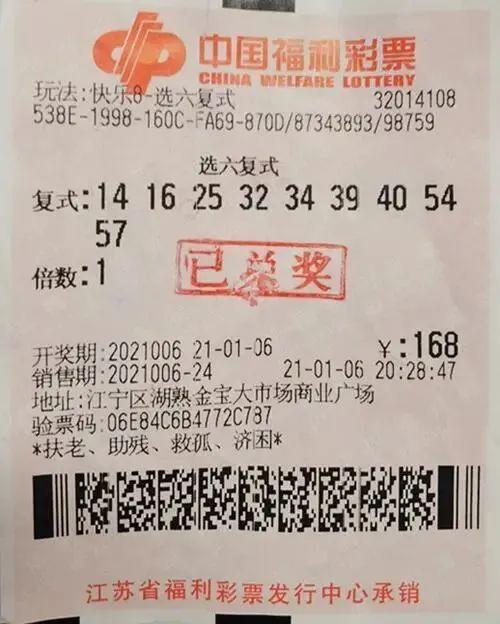 中国福利彩票
CHINA WELFARE LOTTERY
玩法:快乐8-选六复式 32014108
538E-1998-160C-FA69-870D/87343893/98759
选六复式
复式:14 16 25 32 34 39 40 54
57
已兑奖
倍数:1
开奖期:2021006 21-01-06 ¥:168
销售期:2021006-24 21-01-06 20:28:47
地址:江宁区湖熟金宝大市场商业广场
验票码:06E84C6B4772C787
*扶老、助残、救孤、济困*
江苏省福利彩票发行中心承销